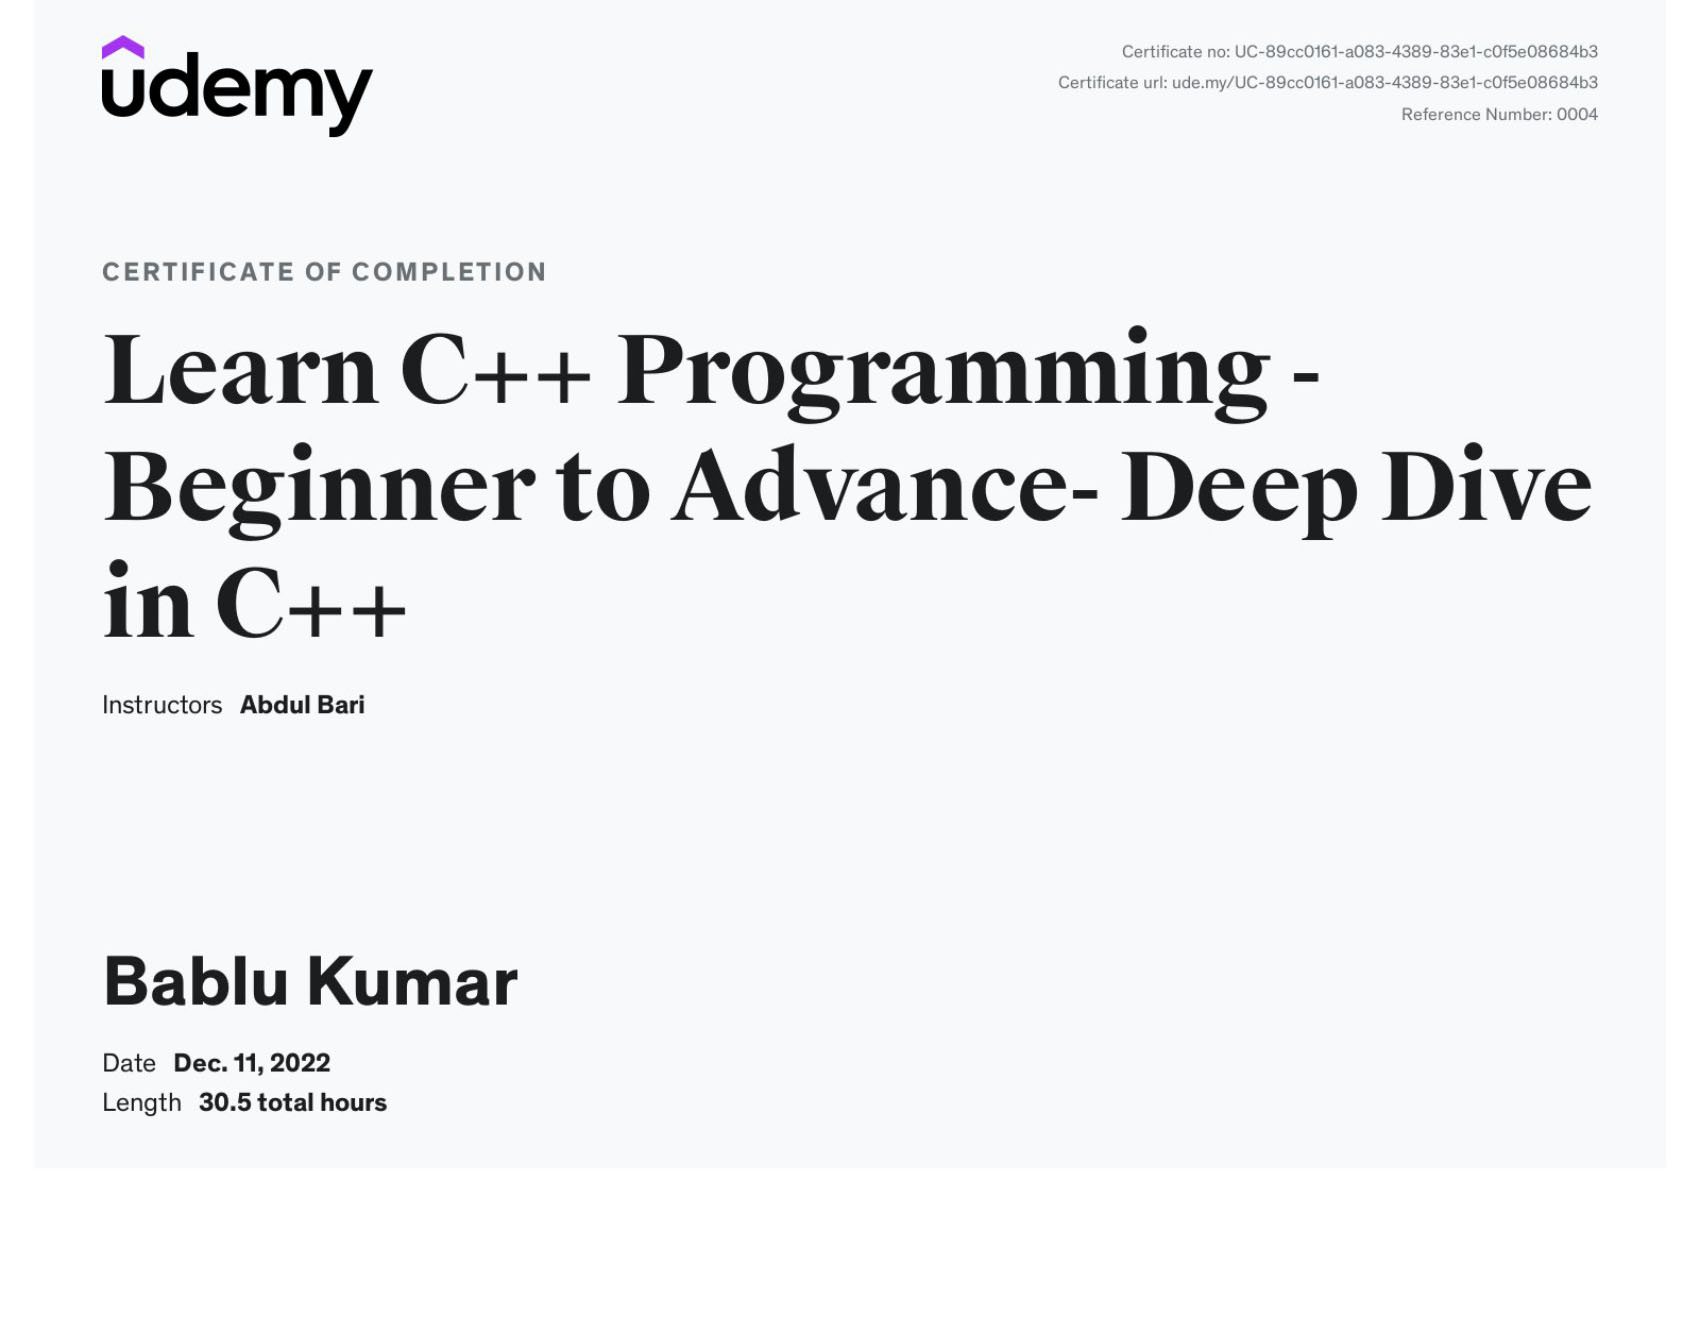 udemy
Certificate no: UC-89cc0161-a083-4389-83e1-c0f5e08684b3
Certificate url: ude.my/UC-89cc0161-a083-4389-83e1-c0f5e08684b3
Reference Number: 0004
CERTIFICATE OF COMPLETION
Learn C++ Programming -
Beginner to Advance- Deep Dive
in C++
Instructors Abdul Bari
Bablu Kumar
Date Dec. 11, 2022
Length 30.5 total hours